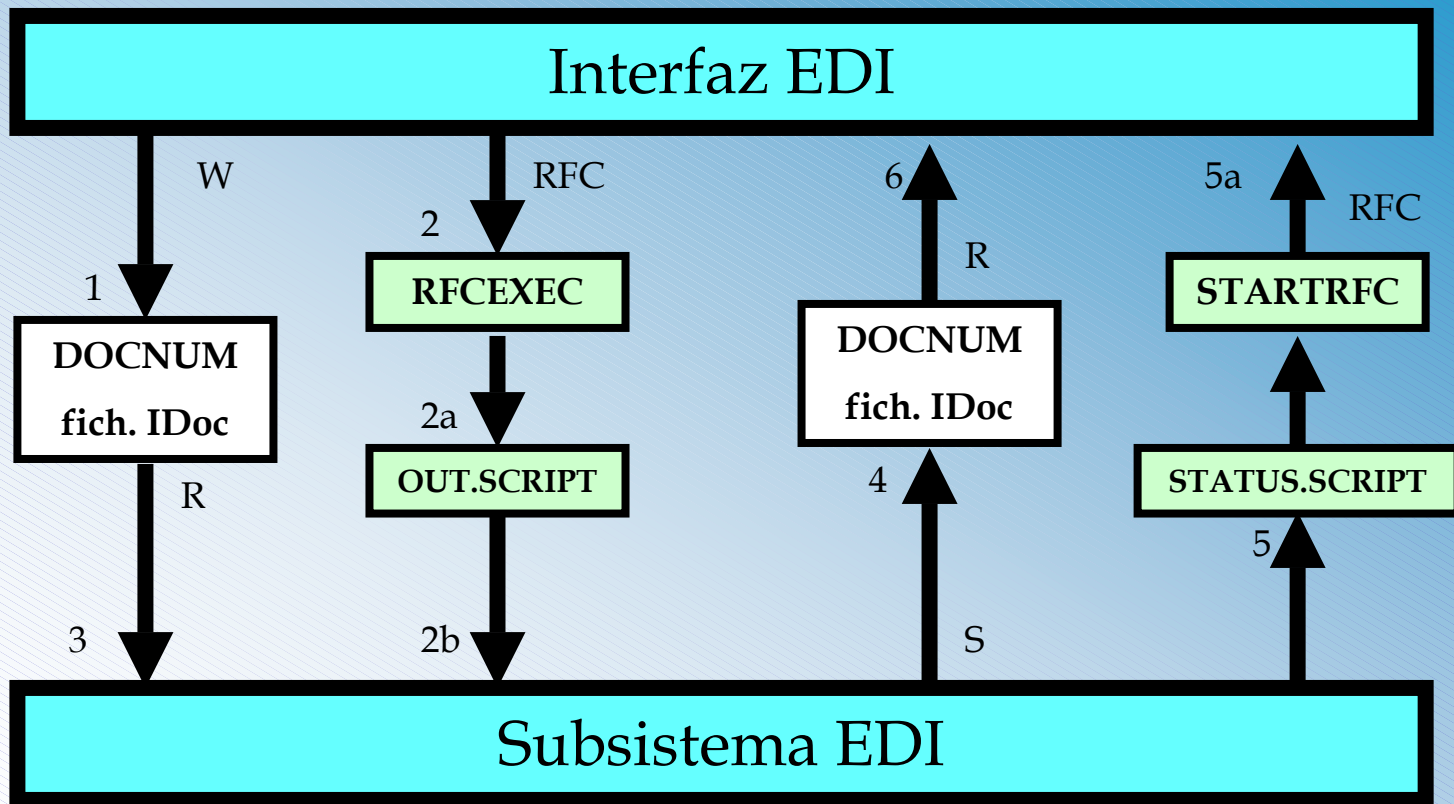 Interfaz EDI
W
RFC
6
5a
2
RFC
R
1
RFCEXEC
STARTRFC
DOCNUM
fich. IDoc
DOCNUM
fich. IDoc
2a
OUT.SCRIPT
R
4
STATUS.SCRIPT
5
3
2b
S
Subsistema EDI